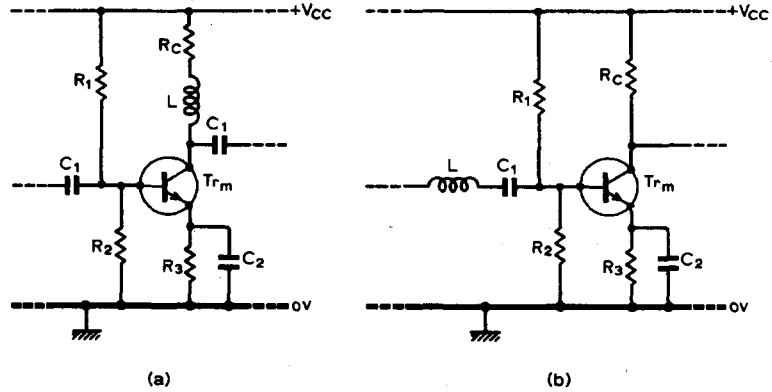 +VCC
RC
R1
L
C1
C1
Trm
R2
R3
C2
0V
(a)
+VCC
RC
R1
L
C1
Trm
R2
R3
C2
0V
(b)